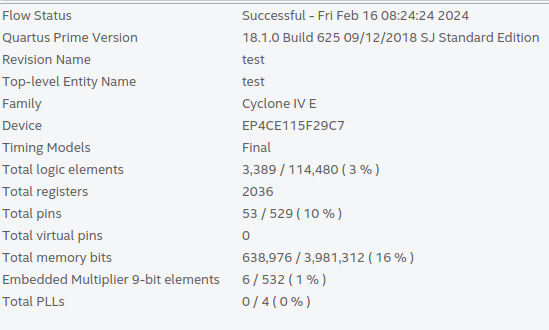 Flow Status Successful - Fri Feb 16 08:24:24 2024
Quartus Prime Version 18.1.0 Build 625 09/12/2018 SJ Standard Edition
Revision Name test
Top-level Entity Name test
Family Cyclone IV E
Device EP4CE115F29C7
Timing Models Final
Total logic elements 3,389 / 114,480 ( 3 % )
Total registers 2036
Total pins 53 / 529 ( 10 % )
Total virtual pins 0
Total memory bits 638,976 / 3,981,312 ( 16 % )
Embedded Multiplier 9-bit elements 6 / 532 ( 1 % )
Total PLLs 0 / 4 ( 0 % )